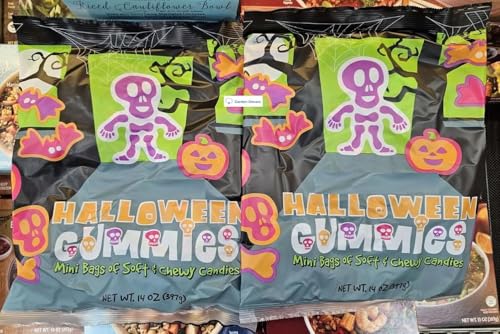 Riced Cauliflower Bowl
HALLOWEEN
GUMMIES
Mini Bags of Soft & Chewy Candies
NET WT. 14 OZ (397g)
HALLOWEEN
GUMMIES
Mini Bags of Soft & Chewy Candies
NET WT. 14 OZ (397g)